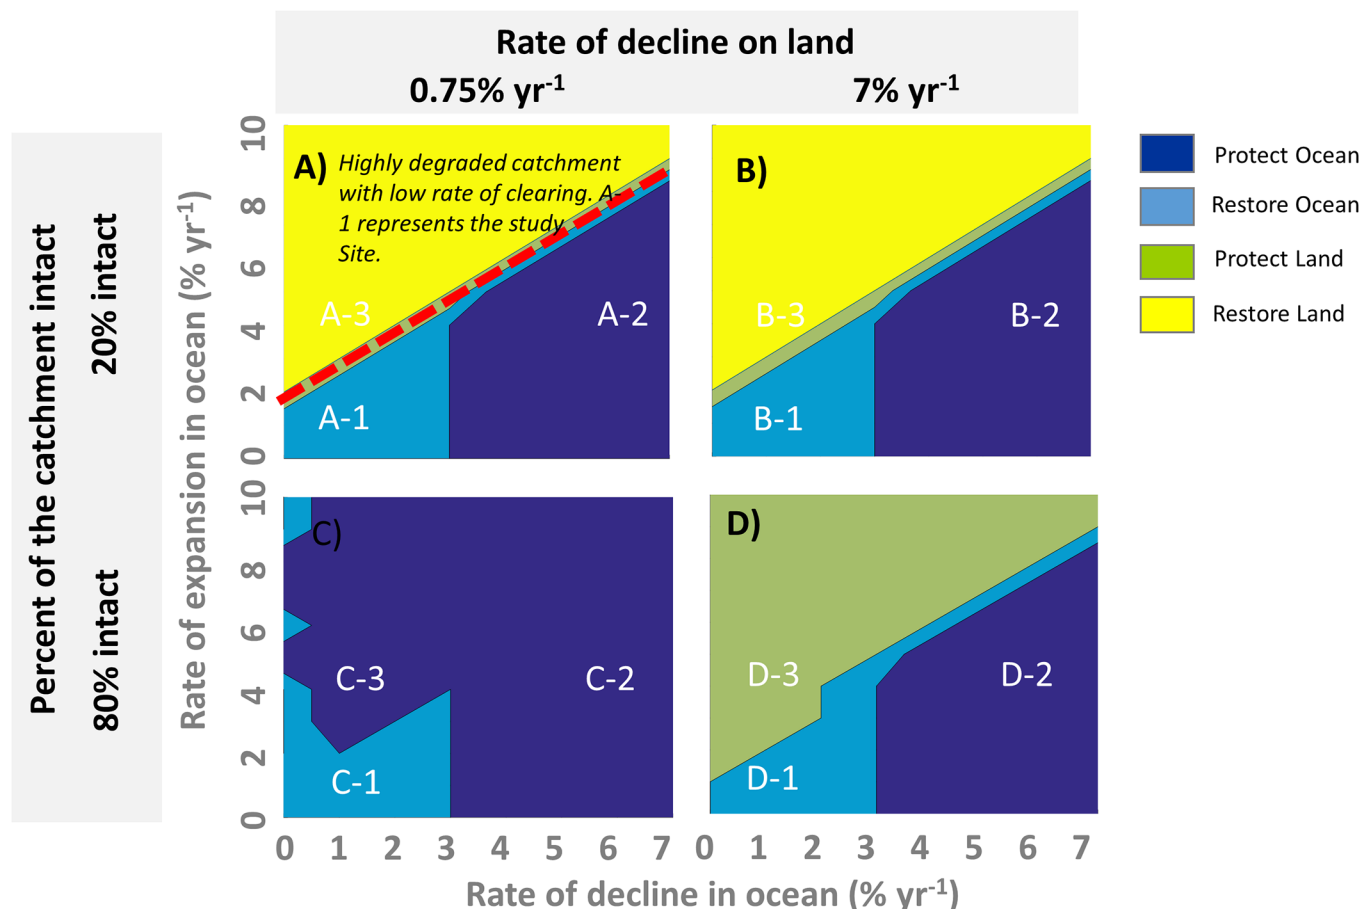 Rate of decline on land
0.75% yr-1
7% yr-1
Percent of the catchment intact
20% intact
80% intact
Rate of expansion in ocean (% yr-1)
10
8
6
4
2
0
10
8
6
4
2
0
A)
Highly degraded catchment
with low rate of clearing. A-
1 represents the study
Site.
A-3
A-2
A-1
B)
B-3
B-2
B-1
C)
C-3
C-2
C-1
D)
D-3
D-2
D-1
0 1 2 3 4 5 6 7
0 1 2 3 4 5 6 7
Rate of decline in ocean (% yr-1)
Protect Ocean
Restore Ocean
Protect Land
Restore Land